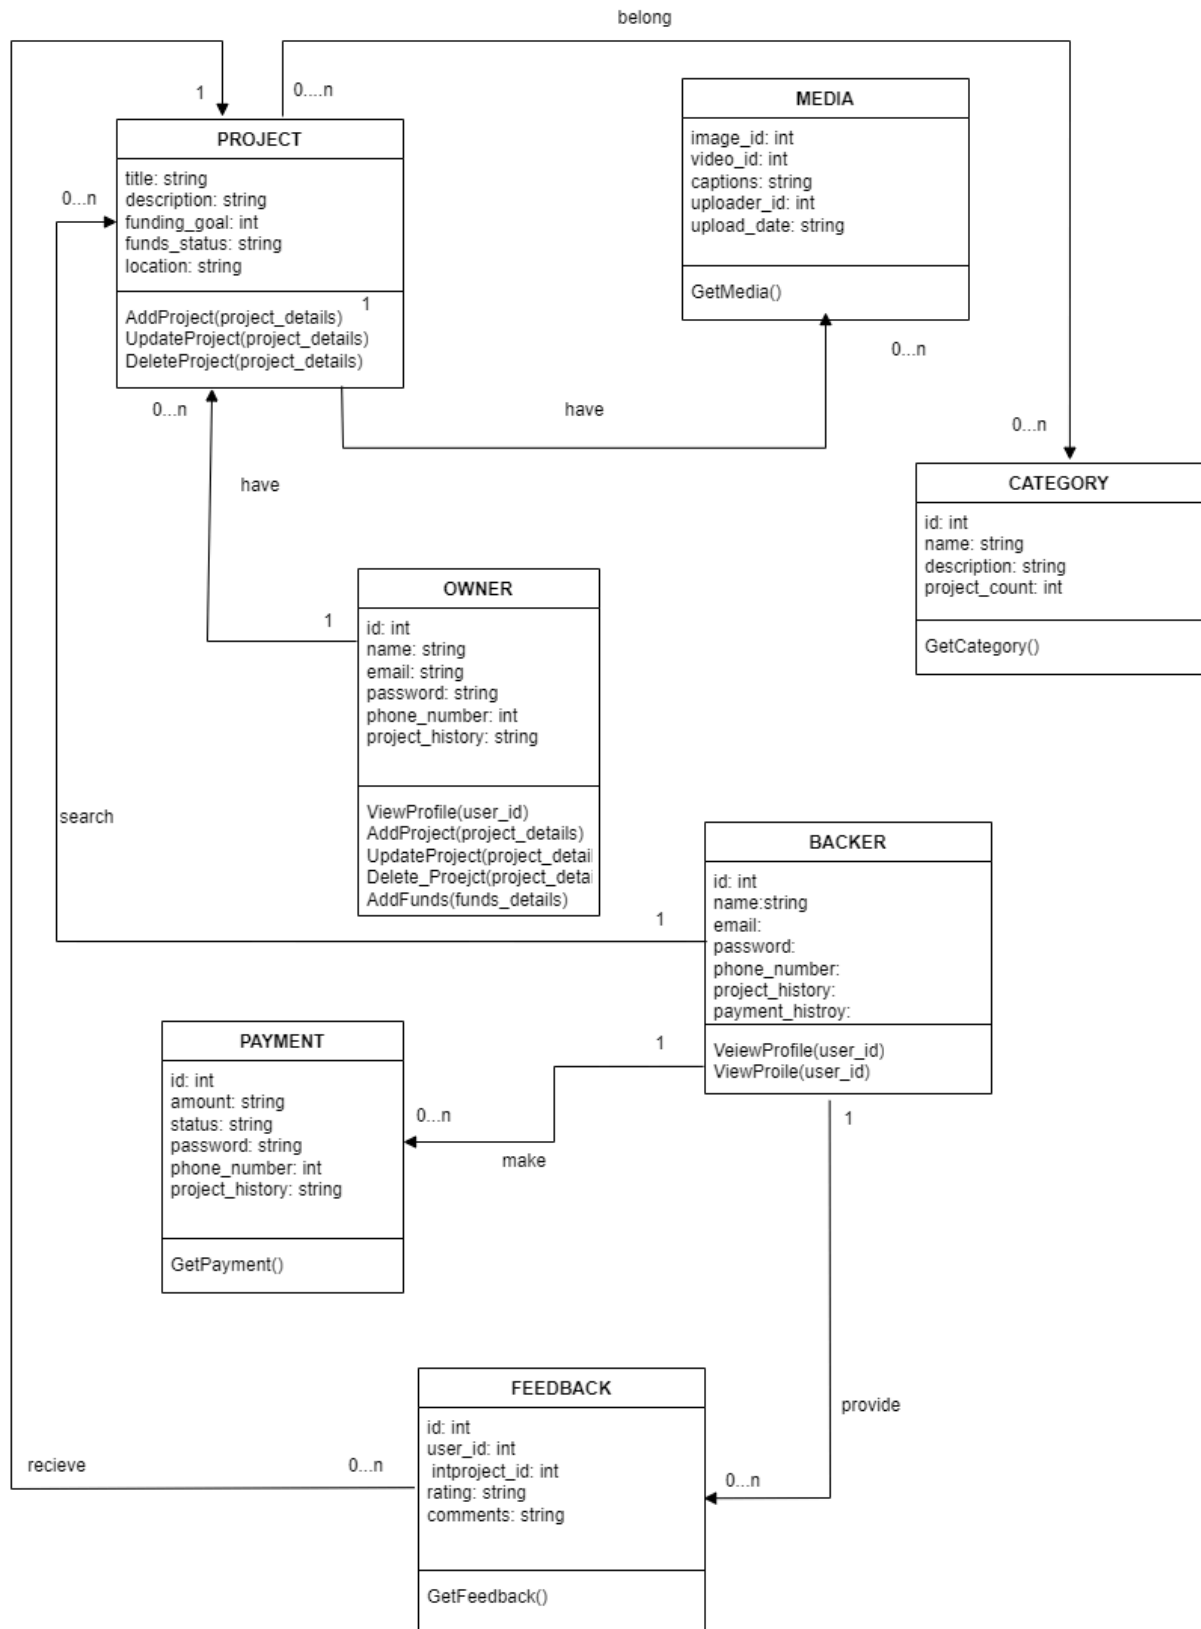 belong
1
0....n
PROJECT
title: string
description: string
funding_goal: int
funds_status: string
location: string
0...n
1
AddProject(project_details)
UpdateProject(project_details)
DeleteProject(project_details)
MEDIA
image_id: int
video_id: int
captions: string
uploader_id: int
upload_date: string
GetMedia()
0...n
0...n
have
have
0...n
CATEGORY
id: int
name: string
description: string
project_count: int
GetCategory()
OWNER
1
id: int
name: string
email: string
password: string
phone_number: int
project_history: string
ViewProfile(user_id)
AddProject(project_details)
UpdateProject(project_detail
Delete_Proejct(project_detai
AddFunds(funds_details)
search
1
BACKER
id: int
name:string
email:
password:
phone_number:
project_history:
payment_histroy:
VeiewProfile(user_id)
ViewProile(user_id)
1
1
PAYMENT
id: int
amount: string
status: string
password: string
phone_number: int
project_history: string
GetPayment()
0...n
make
FEEDBACK
id: int
user_id: int
intproject_id: int
rating: string
comments: string
GetFeedback()
provide
0...n
0...n
recieve